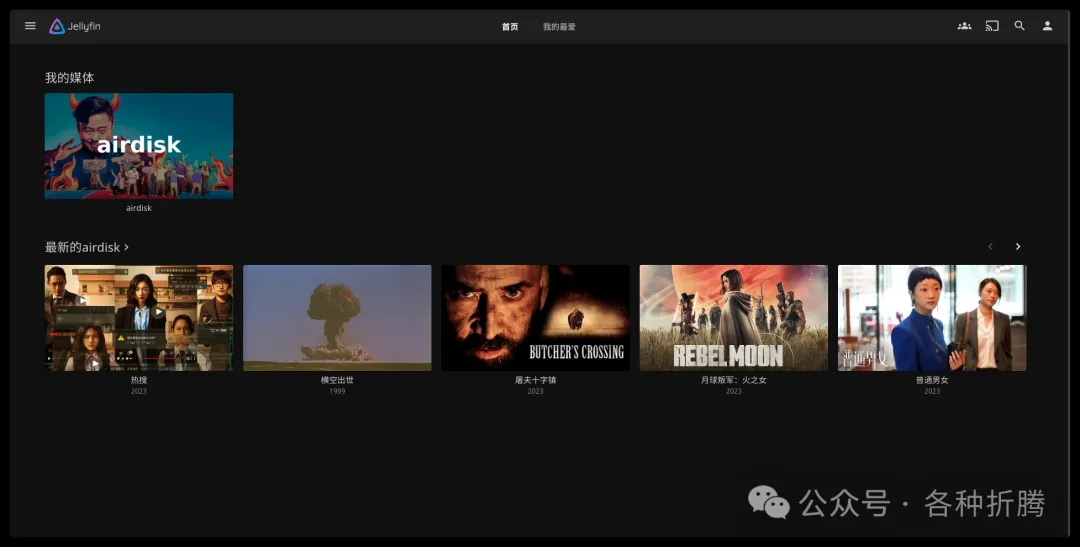 Jellyfin
首页 我的最爱
我的媒体
airdisk
airdisk
最新的airdisk
BUTCHER'S CROSSING
REBEL MOON
普通男女
热搜
横空出世
屠夫十字镇
月球叛军：火之女
普通男女
2023
1999
2023
2023
2023
公众号 · 各种折腾